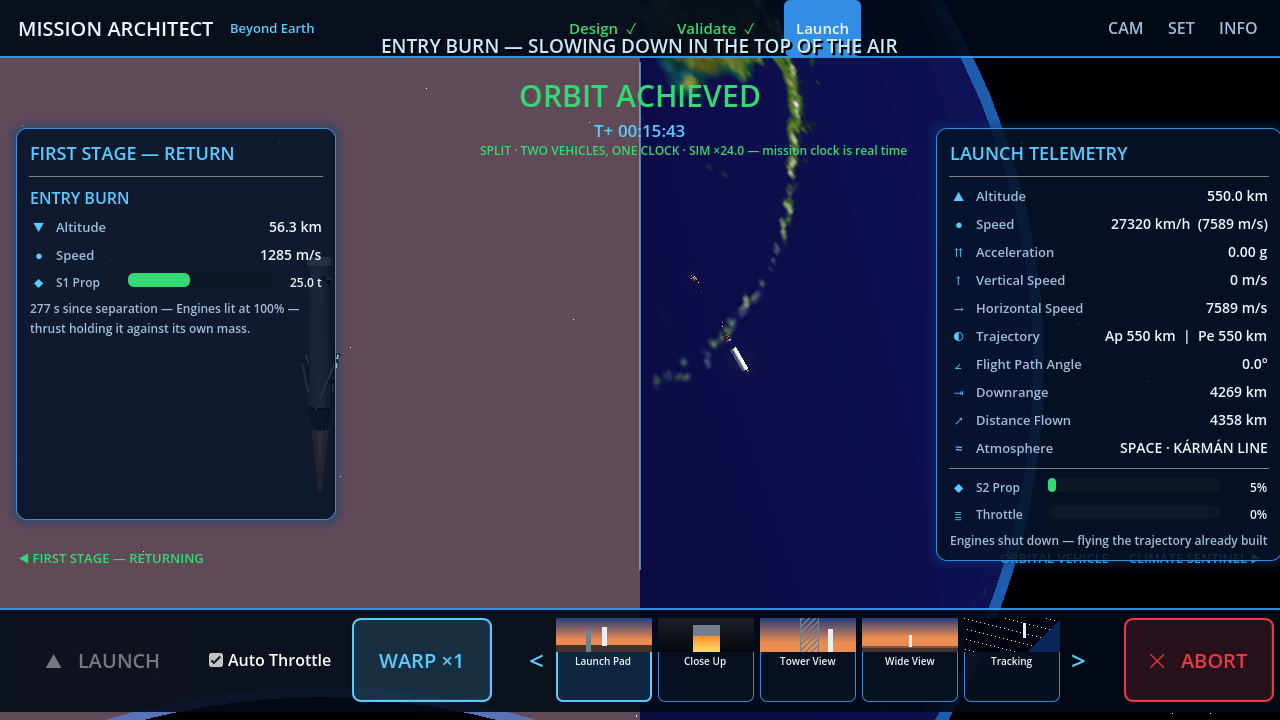 MISSION ARCHITECT
Beyond Earth
Design ✓
Validate ✓
Launch
CAM
SET
INFO
ENTRY BURN — SLOWING DOWN IN THE TOP OF THE AIR
ORBIT ACHIEVED
T+ 00:15:43
SPLIT · TWO VEHICLES, ONE CLOCK · SIM ×24.0 — mission clock is real time
FIRST STAGE — RETURN
ENTRY BURN
▼ Altitude 56.3 km
● Speed 1285 m/s
◆ S1 Prop 25.0 t
277 s since separation — Engines lit at 100% —
thrust holding it against its own mass.
◀ FIRST STAGE — RETURNING
LAUNCH TELEMETRY
▲ Altitude 550.0 km
● Speed 27320 km/h (7589 m/s)
⇈ Acceleration 0.00 g
↑ Vertical Speed 0 m/s
→ Horizontal Speed 7589 m/s
◐ Trajectory Ap 550 km | Pe 550 km
∠ Flight Path Angle 0.0°
⇥ Downrange 4269 km
↗ Distance Flown 4358 km
≈ Atmosphere SPACE · KÁRMÁN LINE
◆ S2 Prop 5%
≣ Throttle 0%
Engines shut down — flying the trajectory already built
ORBITAL VEHICLE — CLIMATE SENTINEL ▶
▲ LAUNCH
Auto Throttle
WARP ×1
<
Launch Pad
Close Up
Tower View
Wide View
Tracking
>
╳ ABORT